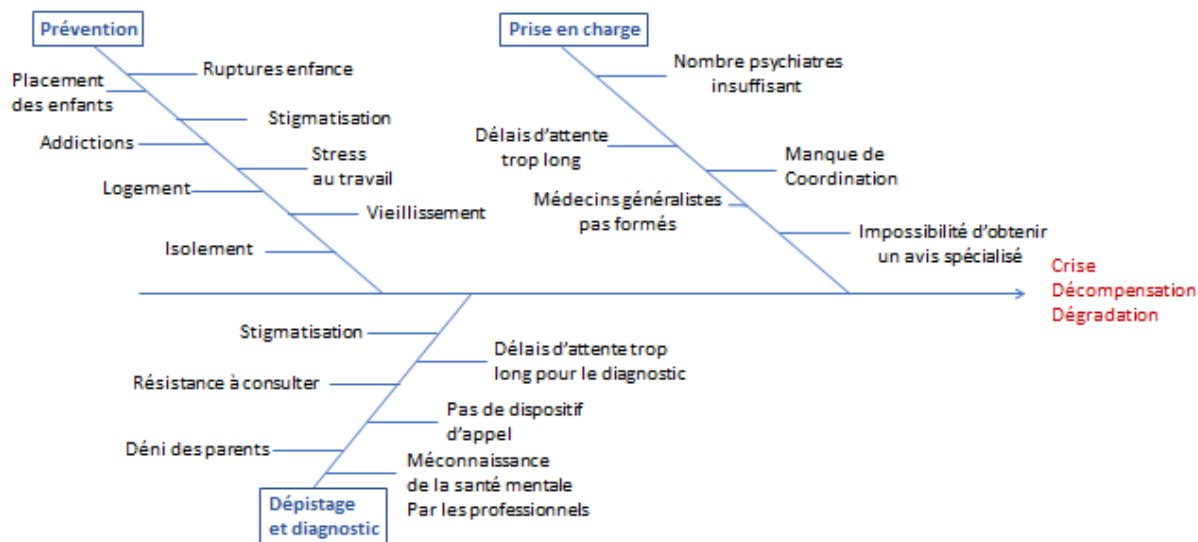 Prévention
Ruptures enfance
Placement
des enfants
Stigmatisation
Addictions
Stress
au travail
Logement
Vieillissement
Isolement
Prise en charge
Nombre psychiatres
insuffisant
Délais d'attente
trop long
Manque de
Coordination
Médecins généralistes
pas formés
Impossibilité d'obtenir
un avis spécialisé
Crise
Décompensation
Dégradation
Stigmatisation
Délais d'attente trop
long pour le diagnostic
Résistance à consulter
Pas de dispositif
d'appel
Déni des parents
Méconnaissance
de la santé mentale
Par les professionnels
Dépistage
et diagnostic